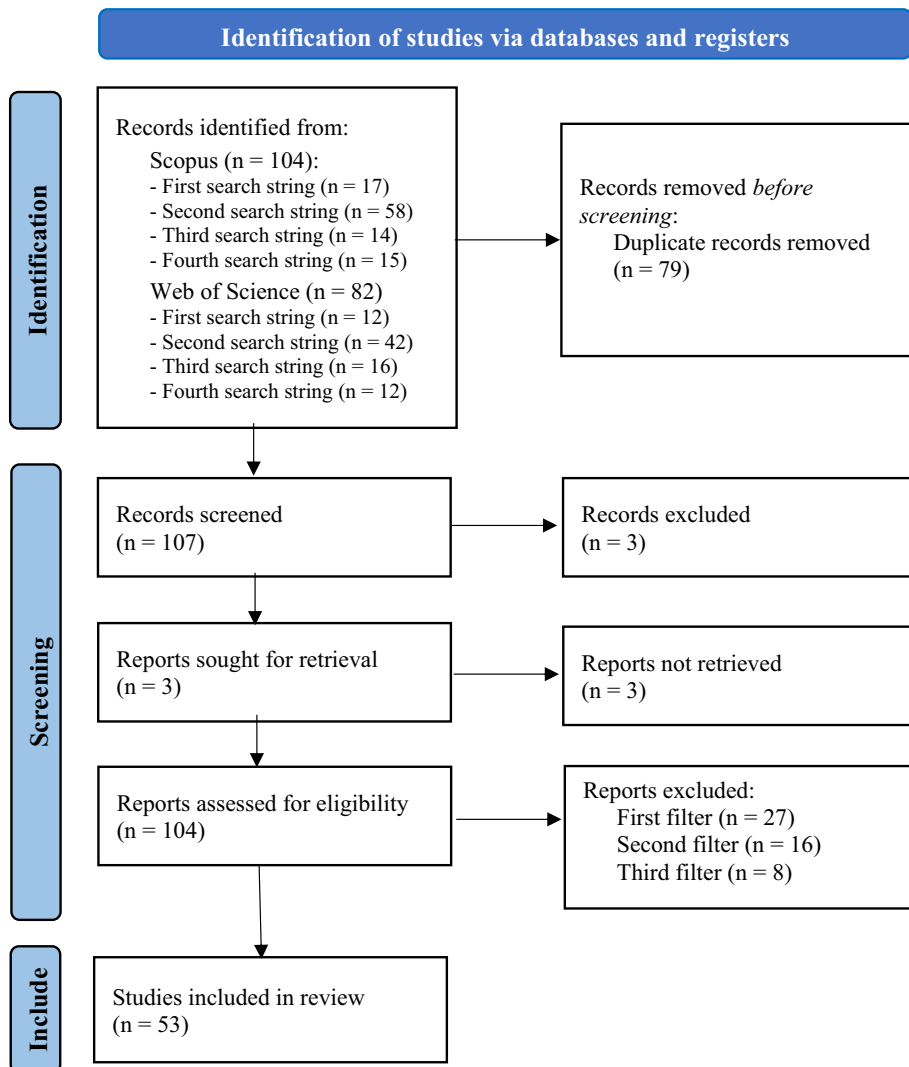 Identification of studies via databases and registers
Identification
Records identified from:
Scopus (n = 104):
- First search string (n = 17)
- Second search string (n = 58)
- Third search string (n = 14)
- Fourth search string (n = 15)
Web of Science (n = 82)
- First search string (n = 12)
- Second search string (n = 42)
- Third search string (n = 16)
- Fourth search string (n = 12)
Records removed before
screening:
Duplicate records removed
(n = 79)
Screening
Records screened
(n = 107)
Records excluded
(n = 3)
Reports sought for retrieval
(n = 3)
Reports not retrieved
(n = 3)
Reports assessed for eligibility
(n = 104)
Reports excluded:
First filter (n = 27)
Second filter (n = 16)
Third filter (n = 8)
Include
Studies included in review
(n = 53)